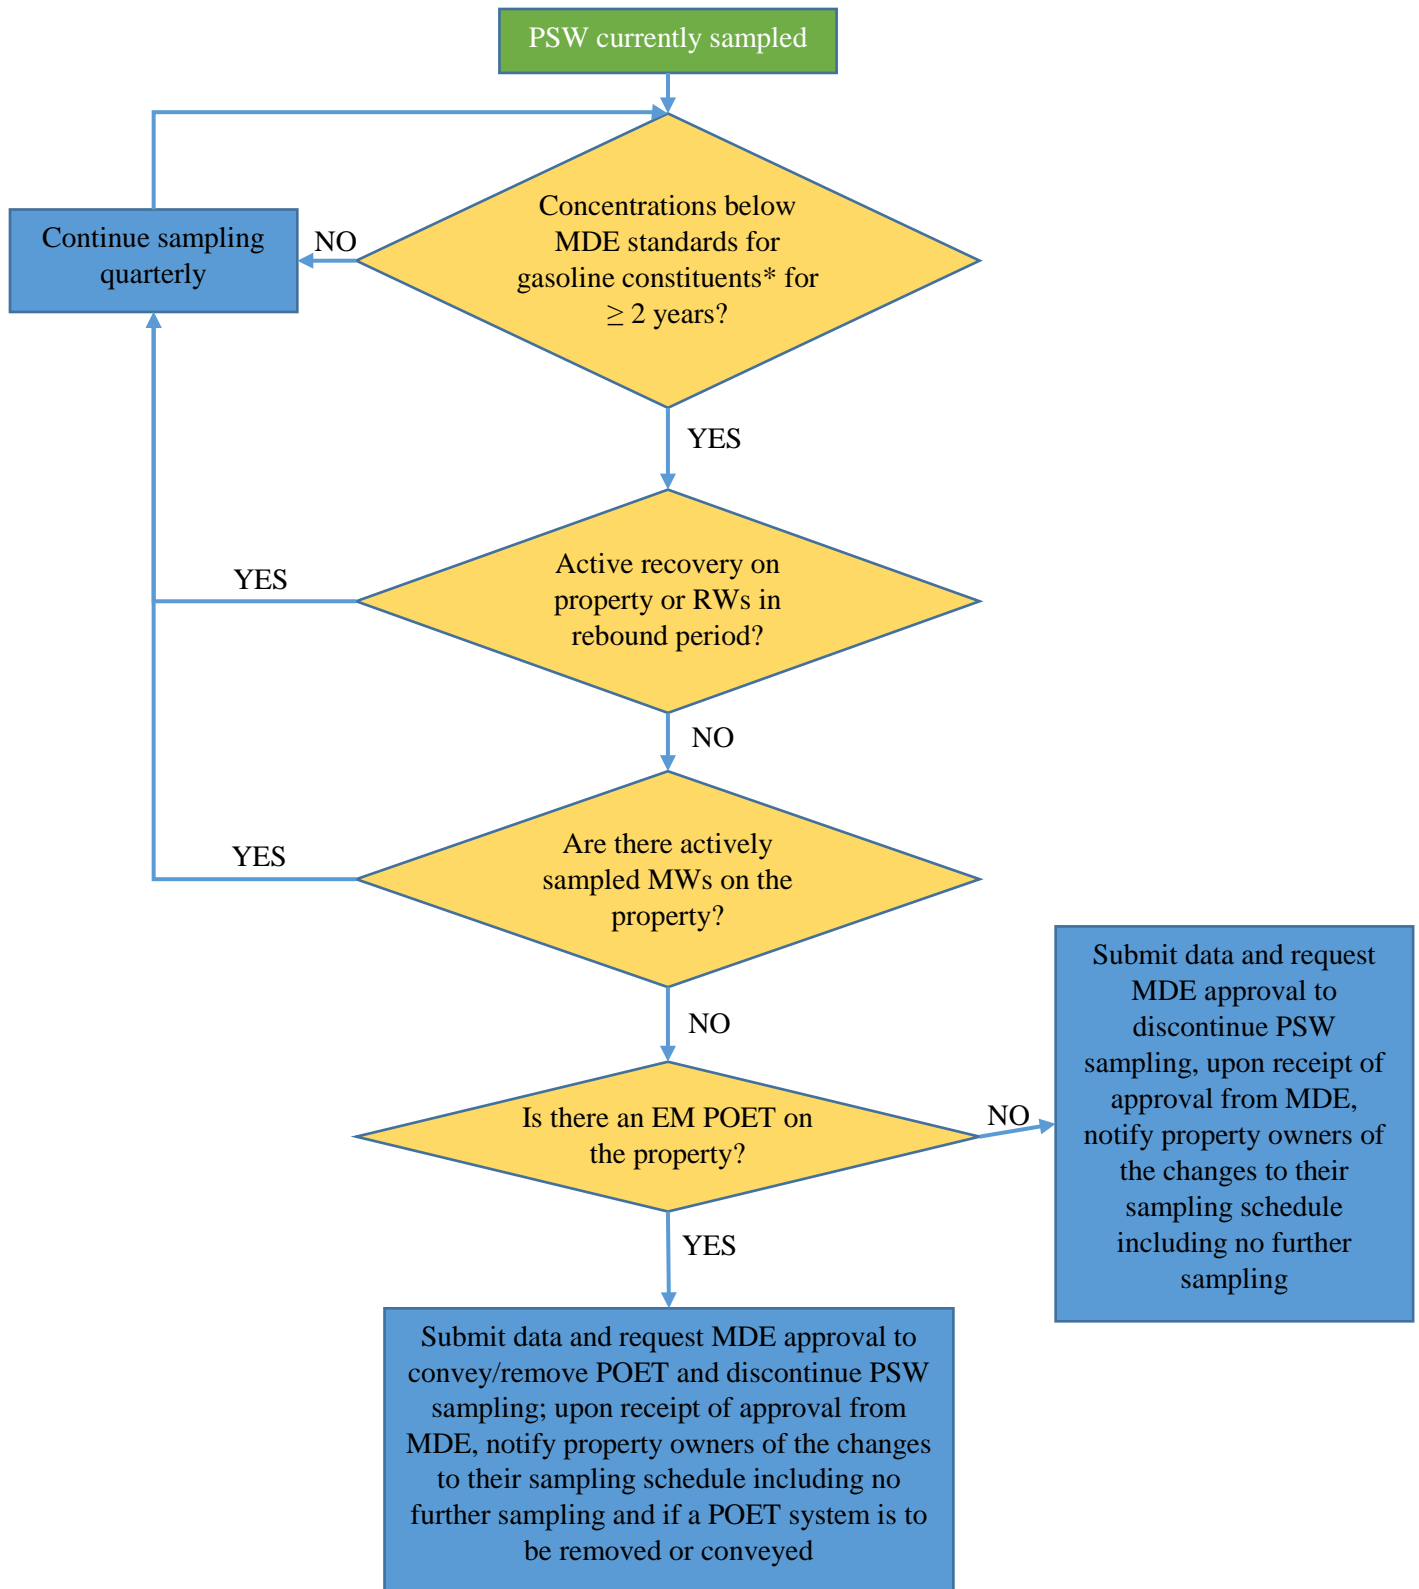 PSW currently sampled
Concentrations below
MDE standards for
gasoline constituents* for
≥ 2 years?
NO
Continue sampling
quarterly
YES
Active recovery on
property or RWs in
rebound period?
YES
NO
Are there actively
sampled MWs on the
property?
YES
NO
Is there an EM POET on
the property?
NO
Submit data and request
MDE approval to
discontinue PSW
sampling, upon receipt of
approval from MDE,
notify property owners of
the changes to their
sampling schedule
including no further
sampling
YES
Submit data and request MDE approval to
convey/remove POET and discontinue PSW
sampling; upon receipt of approval from
MDE, notify property owners of the changes
to their sampling schedule including no
further sampling and if a POET system is to
be removed or conveyed